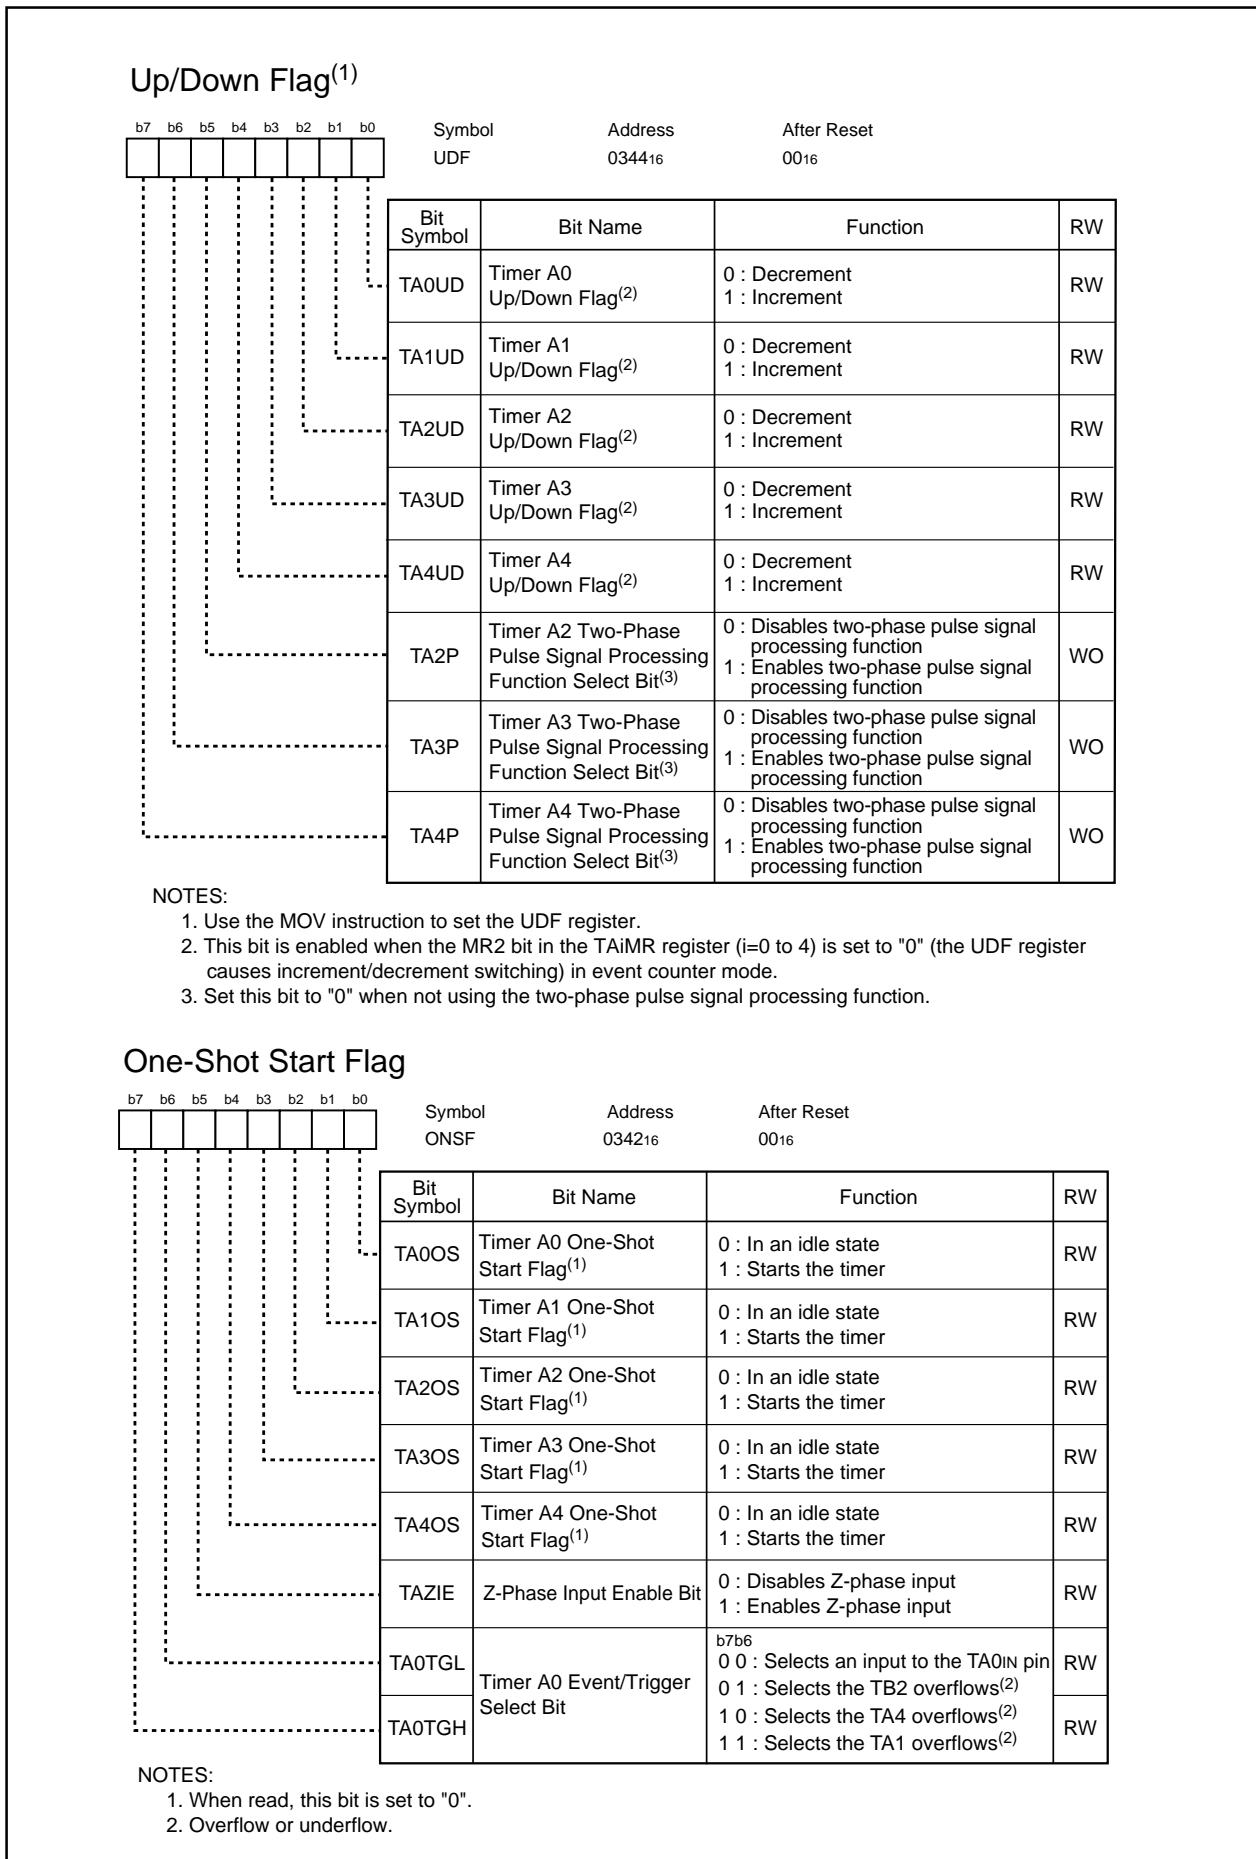 Up/Down Flag(1)
b7 b6 b5 b4 b3 b2 b1 b0
Symbol Address After Reset
UDF 034416 0016
Bit Symbol Bit Name Function RW
TA0UD Timer A0 Up/Down Flag(2) 0 : Decrement 1 : Increment RW
TA1UD Timer A1 Up/Down Flag(2) 0 : Decrement 1 : Increment RW
TA2UD Timer A2 Up/Down Flag(2) 0 : Decrement 1 : Increment RW
TA3UD Timer A3 Up/Down Flag(2) 0 : Decrement 1 : Increment RW
TA4UD Timer A4 Up/Down Flag(2) 0 : Decrement 1 : Increment RW
TA2P Timer A2 Two-Phase Pulse Signal Processing Function Select Bit(3) 0 : Disables two-phase pulse signal processing function 1 : Enables two-phase pulse signal processing function WO
TA3P Timer A3 Two-Phase Pulse Signal Processing Function Select Bit(3) 0 : Disables two-phase pulse signal processing function 1 : Enables two-phase pulse signal processing function WO
TA4P Timer A4 Two-Phase Pulse Signal Processing Function Select Bit(3) 0 : Disables two-phase pulse signal processing function 1 : Enables two-phase pulse signal processing function WO
NOTES:
1. Use the MOV instruction to set the UDF register.
2. This bit is enabled when the MR2 bit in the TAiMR register (i=0 to 4) is set to "0" (the UDF register
causes increment/decrement switching) in event counter mode.
3. Set this bit to "0" when not using the two-phase pulse signal processing function.
One-Shot Start Flag
b7 b6 b5 b4 b3 b2 b1 b0
Symbol Address After Reset
ONSF 034216 0016
Bit Symbol Bit Name Function RW
TA0OS Timer A0 One-Shot Start Flag(1) 0 : In an idle state 1 : Starts the timer RW
TA1OS Timer A1 One-Shot Start Flag(1) 0 : In an idle state 1 : Starts the timer RW
TA2OS Timer A2 One-Shot Start Flag(1) 0 : In an idle state 1 : Starts the timer RW
TA3OS Timer A3 One-Shot Start Flag(1) 0 : In an idle state 1 : Starts the timer RW
TA4OS Timer A4 One-Shot Start Flag(1) 0 : In an idle state 1 : Starts the timer RW
TAZIE Z-Phase Input Enable Bit 0 : Disables Z-phase input 1 : Enables Z-phase input RW
TA0TGL Timer A0 Event/Trigger Select Bit b7b6 0 0 : Selects an input to the TA0IN pin RW
0 1 : Selects the TB2 overflows(2)
TA0TGH 1 0 : Selects the TA4 overflows(2) RW
1 1 : Selects the TA1 overflows(2)
NOTES:
1. When read, this bit is set to "0".
2. Overflow or underflow.